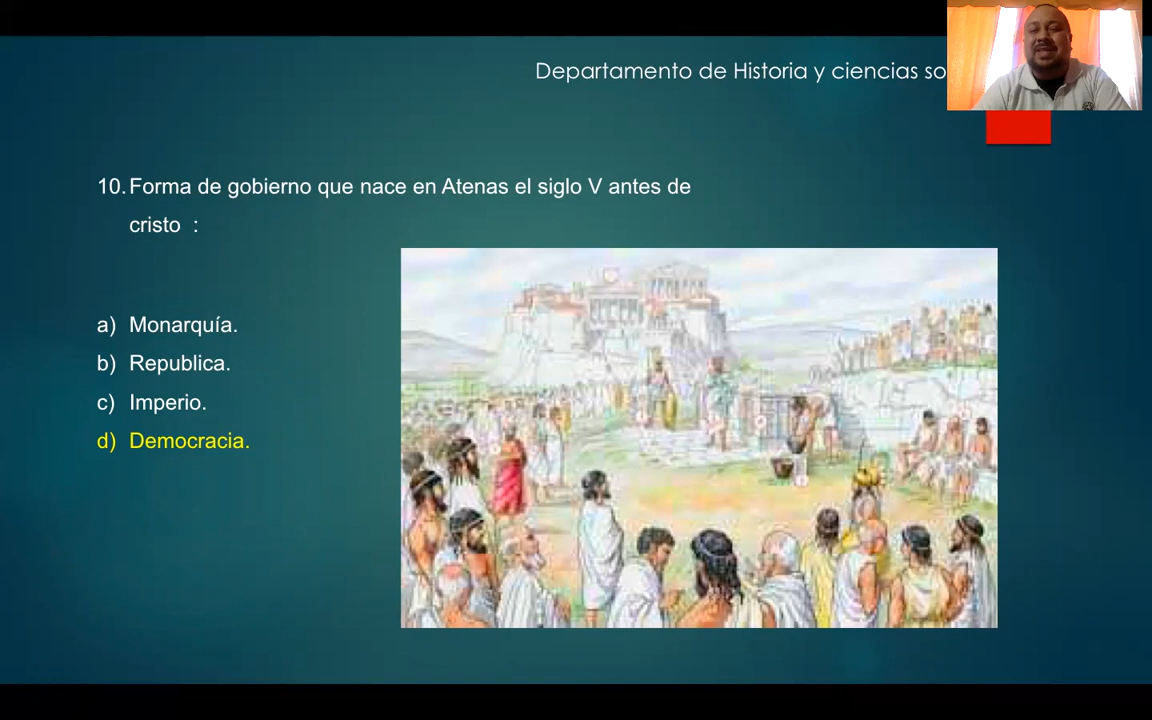 Departamento de Historia y ciencias
10. Forma de gobierno que nace en Atenas el siglo V antes de
cristo :
a) Monarquía.
b) Republica.
c) Imperio.
d) Democracia.